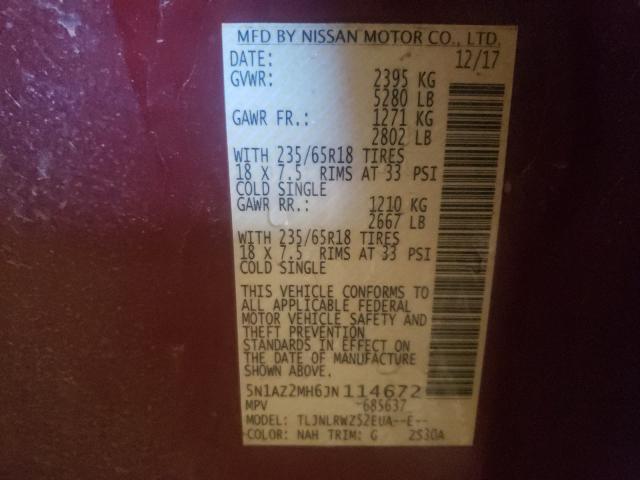 MFD BY NISSAN MOTOR CO., LTD.
DATE: 12/17
GVWR: 2395 KG
5280 LB
GAWR FR.: 1271 KG
2802 LB
WITH 235/65R18 TIRES
18 X 7.5 RIMS AT 33 PSI
COLD SINGLE
GAWR RR.: 1210 KG
2667 LB
WITH 235/65R18 TIRES
18 X 7.5 RIMS AT 33 PSI
COLD SINGLE
THIS VEHICLE CONFORMS TO
ALL APPLICABLE FEDERAL
MOTOR VEHICLE SAFETY AND
THEFT PREVENTION
STANDARDS IN EFFECT ON
THE DATE OF MANUFACTURE
SHOWN ABOVE.
5N1AZ2MH6JN114672
MPV -685637
MODEL: TLJNLRWZ52EUA--E--
COLOR: NAH TRIM: G 2530A